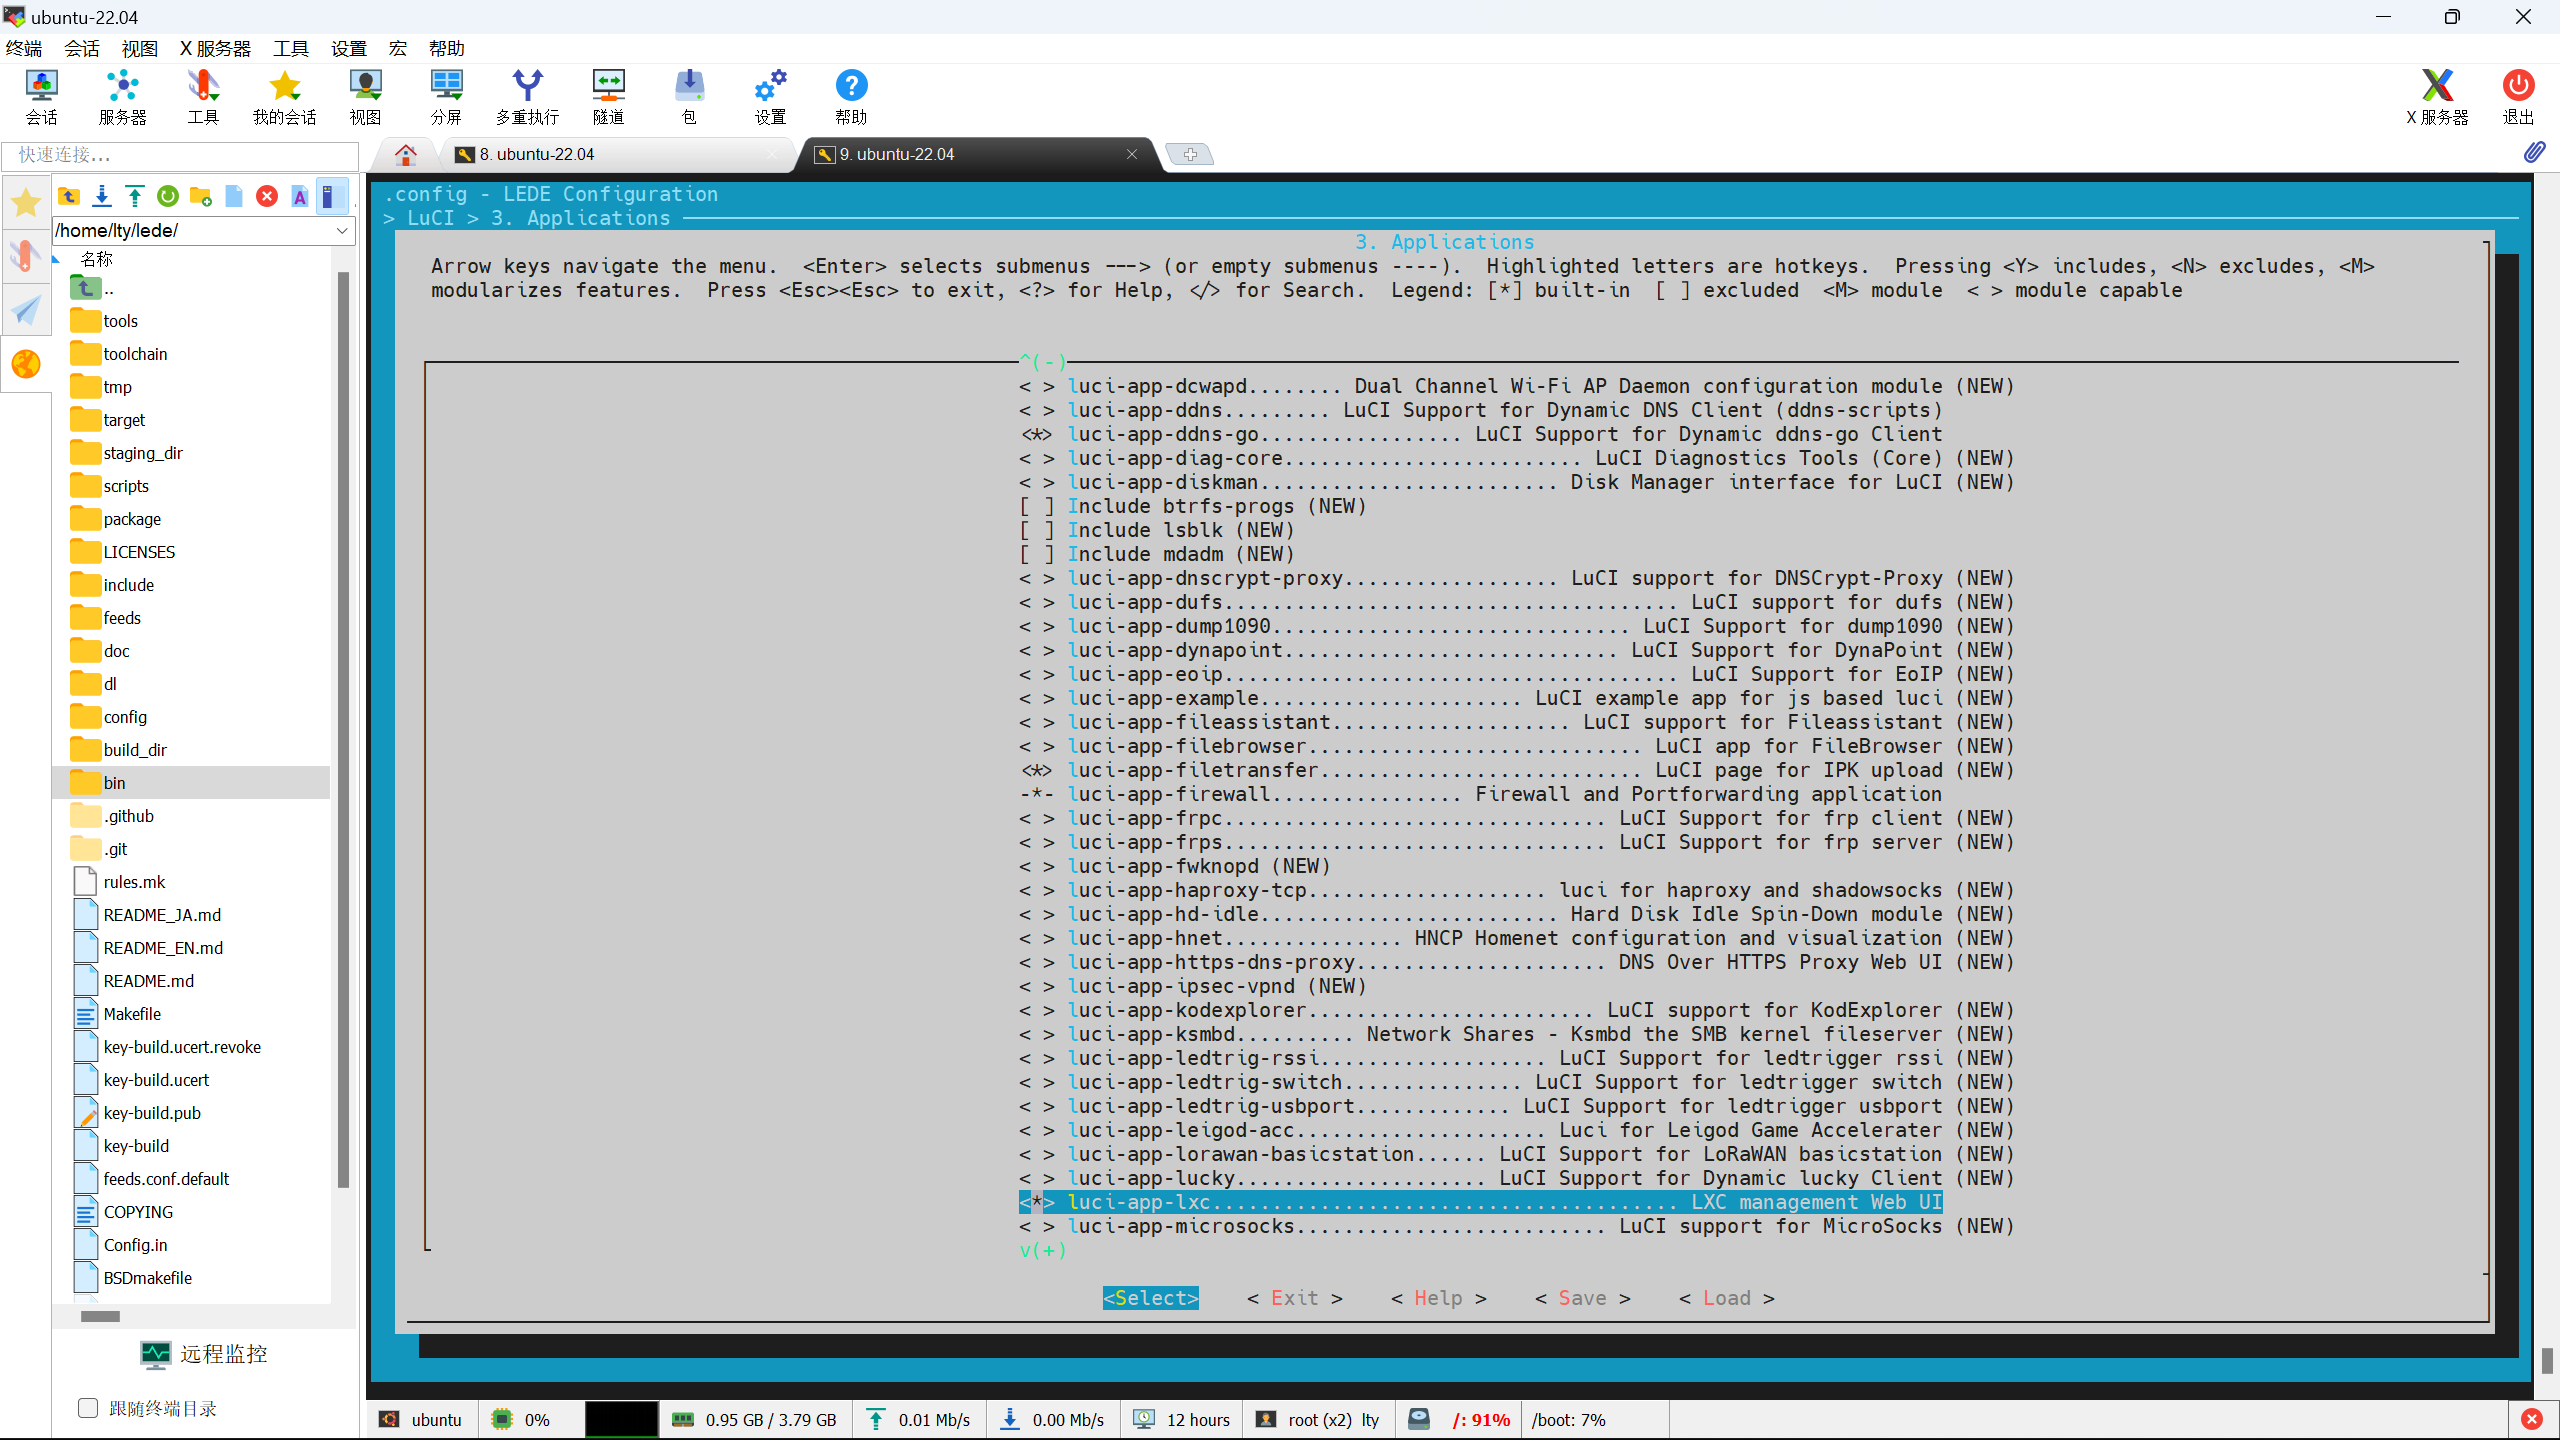 ubuntu-22.04
终端 会话 视图 X 服务器 工具 设置 宏 帮助
会话 服务器 工具 我的会话 视图 分屏 多重执行 隧道 包 设置 帮助 X 服务器 退出
快速连接...
8. ubuntu-22.04
9. ubuntu-22.04
/home/lty/lede/
名称
..
tools
toolchain
tmp
target
staging_dir
scripts
package
LICENSES
include
feeds
doc
dl
config
build_dir
bin
.github
.git
rules.mk
README_JA.md
README_EN.md
README.md
Makefile
key-build.ucert.revoke
key-build.ucert
key-build.pub
key-build
feeds.conf.default
COPYING
Config.in
BSDmakefile
远程监控
跟随终端目录
.config - LEDE Configuration
> LuCI > 3. Applications
3. Applications
Arrow keys navigate the menu.  <Enter> selects submenus ---> (or empty submenus ----).  Highlighted letters are hotkeys.  Pressing <Y> includes, <N> excludes, <M>
modularizes features.  Press <Esc><Esc> to exit, <?> for Help, </> for Search.  Legend: [*] built-in  [ ] excluded  <M> module  < > module capable
^(-)
< > luci-app-dcwapd........ Dual Channel Wi-Fi AP Daemon configuration module (NEW)
< > luci-app-ddns......... LuCI Support for Dynamic DNS Client (ddns-scripts)
<*> luci-app-ddns-go................. LuCI Support for Dynamic ddns-go Client
< > luci-app-diag-core......................... LuCI Diagnostics Tools (Core) (NEW)
< > luci-app-diskman......................... Disk Manager interface for LuCI (NEW)
[ ] Include btrfs-progs (NEW)
[ ] Include lsblk (NEW)
[ ] Include mdadm (NEW)
< > luci-app-dnscrypt-proxy.................. LuCI support for DNSCrypt-Proxy (NEW)
< > luci-app-dufs...................................... LuCI support for dufs (NEW)
< > luci-app-dump1090.............................. LuCI Support for dump1090 (NEW)
< > luci-app-dynapoint............................ LuCI Support for DynaPoint (NEW)
< > luci-app-eoip...................................... LuCI Support for EoIP (NEW)
< > luci-app-example...................... LuCI example app for js based luci (NEW)
< > luci-app-fileassistant.................... LuCI support for Fileassistant (NEW)
< > luci-app-filebrowser............................ LuCI app for FileBrowser (NEW)
<*> luci-app-filetransfer........................... LuCI page for IPK upload (NEW)
-*- luci-app-firewall................ Firewall and Portforwarding application
< > luci-app-frpc................................ LuCI Support for frp client (NEW)
< > luci-app-frps................................ LuCI Support for frp server (NEW)
< > luci-app-fwknopd (NEW)
< > luci-app-haproxy-tcp.................... luci for haproxy and shadowsocks (NEW)
< > luci-app-hd-idle......................... Hard Disk Idle Spin-Down module (NEW)
< > luci-app-hnet............... HNCP Homenet configuration and visualization (NEW)
< > luci-app-https-dns-proxy..................... DNS Over HTTPS Proxy Web UI (NEW)
< > luci-app-ipsec-vpnd (NEW)
< > luci-app-kodexplorer........................ LuCI support for KodExplorer (NEW)
< > luci-app-ksmbd.......... Network Shares - Ksmbd the SMB kernel fileserver (NEW)
< > luci-app-ledtrig-rssi................... LuCI Support for ledtrigger rssi (NEW)
< > luci-app-ledtrig-switch............... LuCI Support for ledtrigger switch (NEW)
< > luci-app-ledtrig-usbport............. LuCI Support for ledtrigger usbport (NEW)
< > luci-app-leigod-acc..................... Luci for Leigod Game Accelerater (NEW)
< > luci-app-lorawan-basicstation...... LuCI Support for LoRaWAN basicstation (NEW)
< > luci-app-lucky...................... LuCI Support for Dynamic lucky Client (NEW)
<*> luci-app-lxc....................................... LXC management Web UI
< > luci-app-microsocks.......................... LuCI support for MicroSocks (NEW)
v(+)
<Select> < Exit > < Help > < Save > < Load >
ubuntu 0% 0.95 GB / 3.79 GB 0.01 Mb/s 0.00 Mb/s 12 hours root (x2) lty /: 91% /boot: 7%